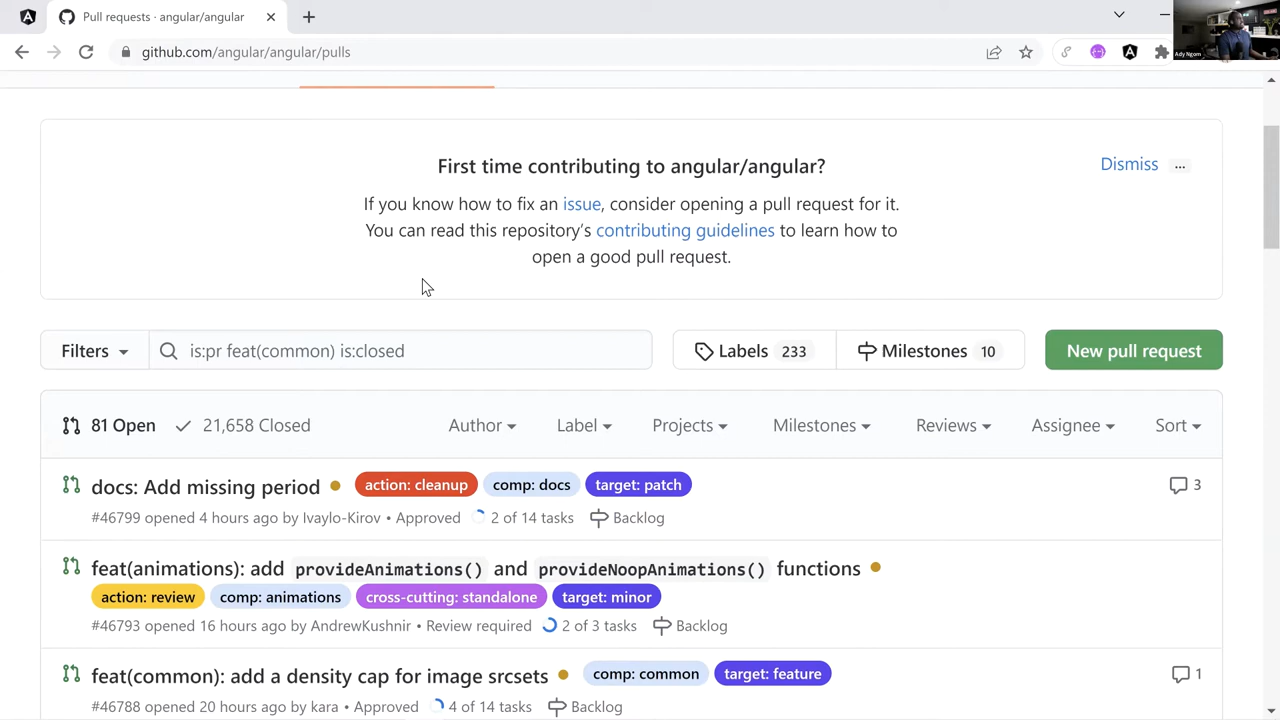 Pull requests · angular/angular
github.com/angular/angular/pulls
Ady Ngom
First time contributing to angular/angular?
Dismiss
...
If you know how to fix an issue, consider opening a pull request for it.
You can read this repository's contributing guidelines to learn how to
open a good pull request.
Filters
is:pr feat(common) is:closed
Labels 233
Milestones 10
New pull request
81 Open
21,658 Closed
Author
Label
Projects
Milestones
Reviews
Assignee
Sort
docs: Add missing period
action: cleanup
comp: docs
target: patch
3
#46799 opened 4 hours ago by Ivaylo-Kirov • Approved 2 of 14 tasks Backlog
feat(animations): add provideAnimations() and provideNoopAnimations() functions
action: review
comp: animations
cross-cutting: standalone
target: minor
#46793 opened 16 hours ago by AndrewKushnir • Review required 2 of 3 tasks Backlog
feat(common): add a density cap for image srcsets
comp: common
target: feature
1
#46788 opened 20 hours ago by kara • Approved 4 of 14 tasks Backlog